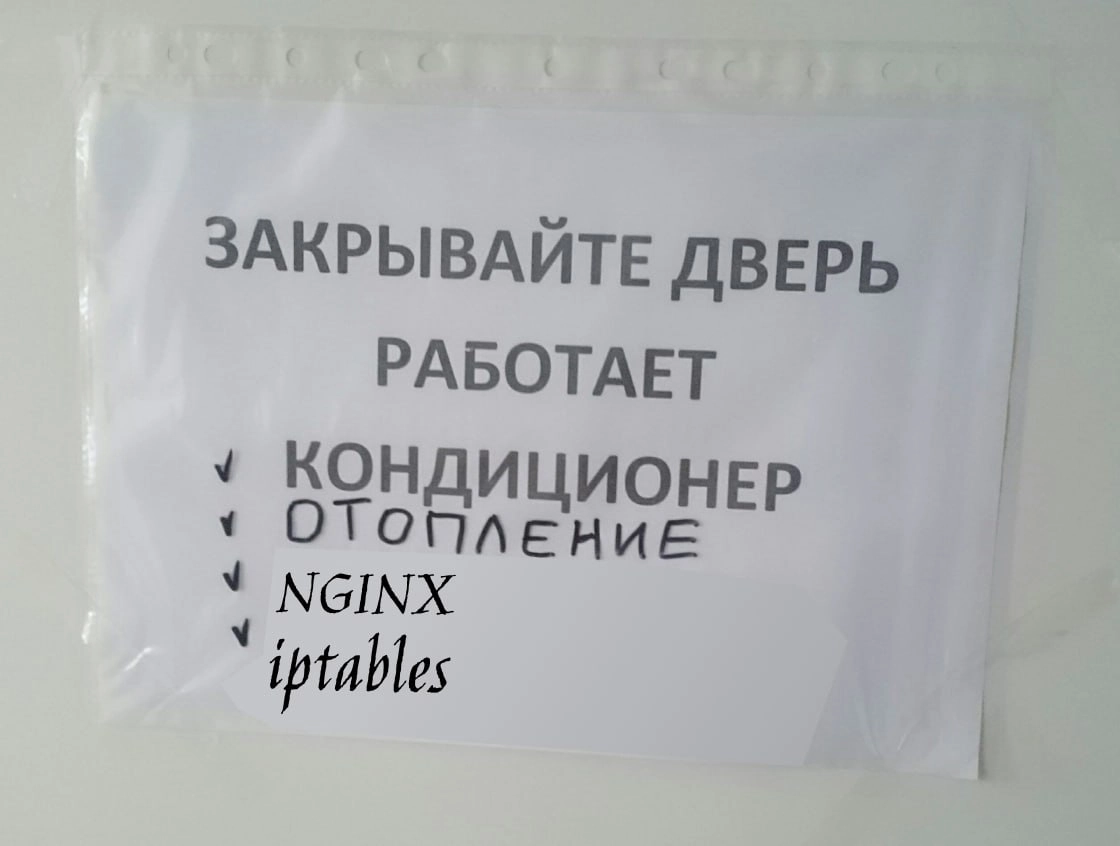 ЗАКРЫВАЙТЕ ДВЕРЬ
РАБОТАЕТ
✓ КОНДИЦИОНЕР
✓ ОТОПЛЕНИЕ
✓ NGINX
✓ iptables